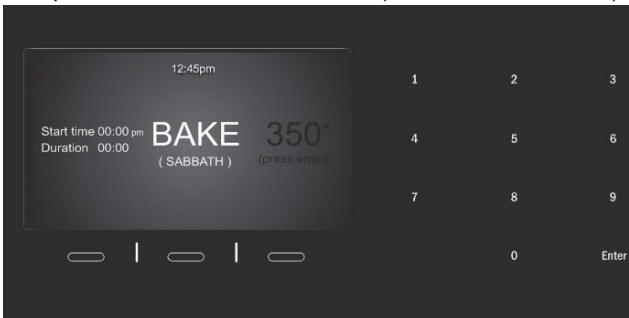 12:45pm
Start time 00:00 pm
Duration 00:00
BAKE
( SABBATH )
350°
(press enter)
1 2 3
4 5 6
7 8 9
0 Enter